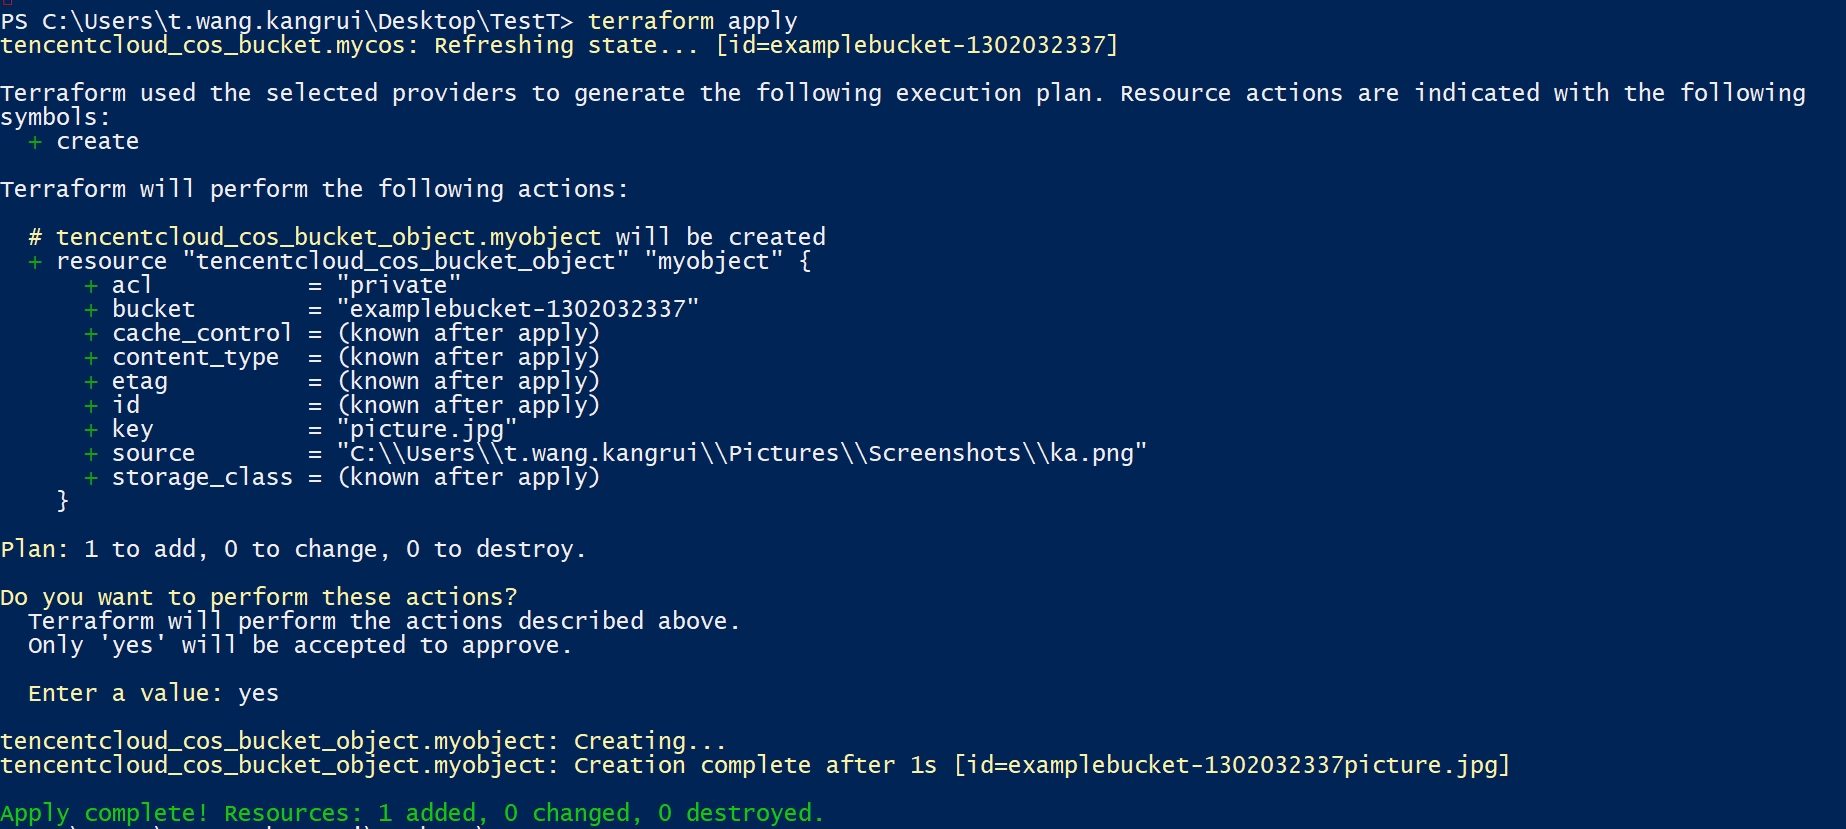 PS C:\Users\t.wang.kangrui\Desktop\TestT> terraform apply
tencentcloud_cos_bucket.mycos: Refreshing state... [id=examplebucket-1302032337]
Terraform used the selected providers to generate the following execution plan. Resource actions are indicated with the following
symbols:
  + create
Terraform will perform the following actions:
  # tencentcloud_cos_bucket_object.myobject will be created
  + resource "tencentcloud_cos_bucket_object" "myobject" {
      + acl           = "private"
      + bucket        = "examplebucket-1302032337"
      + cache_control = (known after apply)
      + content_type  = (known after apply)
      + etag          = (known after apply)
      + id            = (known after apply)
      + key           = "picture.jpg"
      + source        = "C:\\Users\\t.wang.kangrui\\Pictures\\Screenshots\\ka.png"
      + storage_class = (known after apply)
    }
Plan: 1 to add, 0 to change, 0 to destroy.
Do you want to perform these actions?
  Terraform will perform the actions described above.
  Only 'yes' will be accepted to approve.
  Enter a value: yes
tencentcloud_cos_bucket_object.myobject: Creating...
tencentcloud_cos_bucket_object.myobject: Creation complete after 1s [id=examplebucket-1302032337picture.jpg]
Apply complete! Resources: 1 added, 0 changed, 0 destroyed.